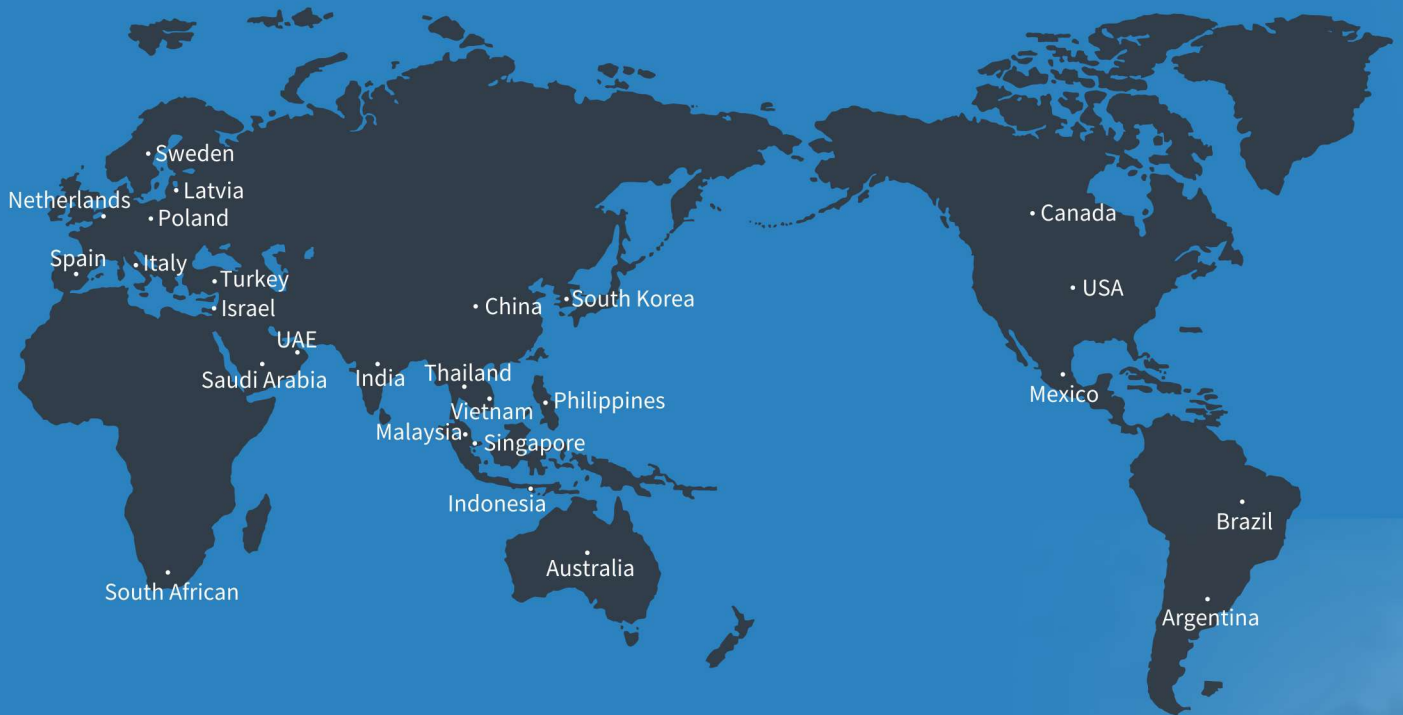 Sweden
Latvia
Netherlands
Poland
Canada
Spain
Italy
Turkey
USA
China
South Korea
Israel
UAE
Saudi Arabia
India
Thailand
Mexico
Philippines
Vietnam
Malaysia
Singapore
Indonesia
Brazil
Australia
South African
Argentina